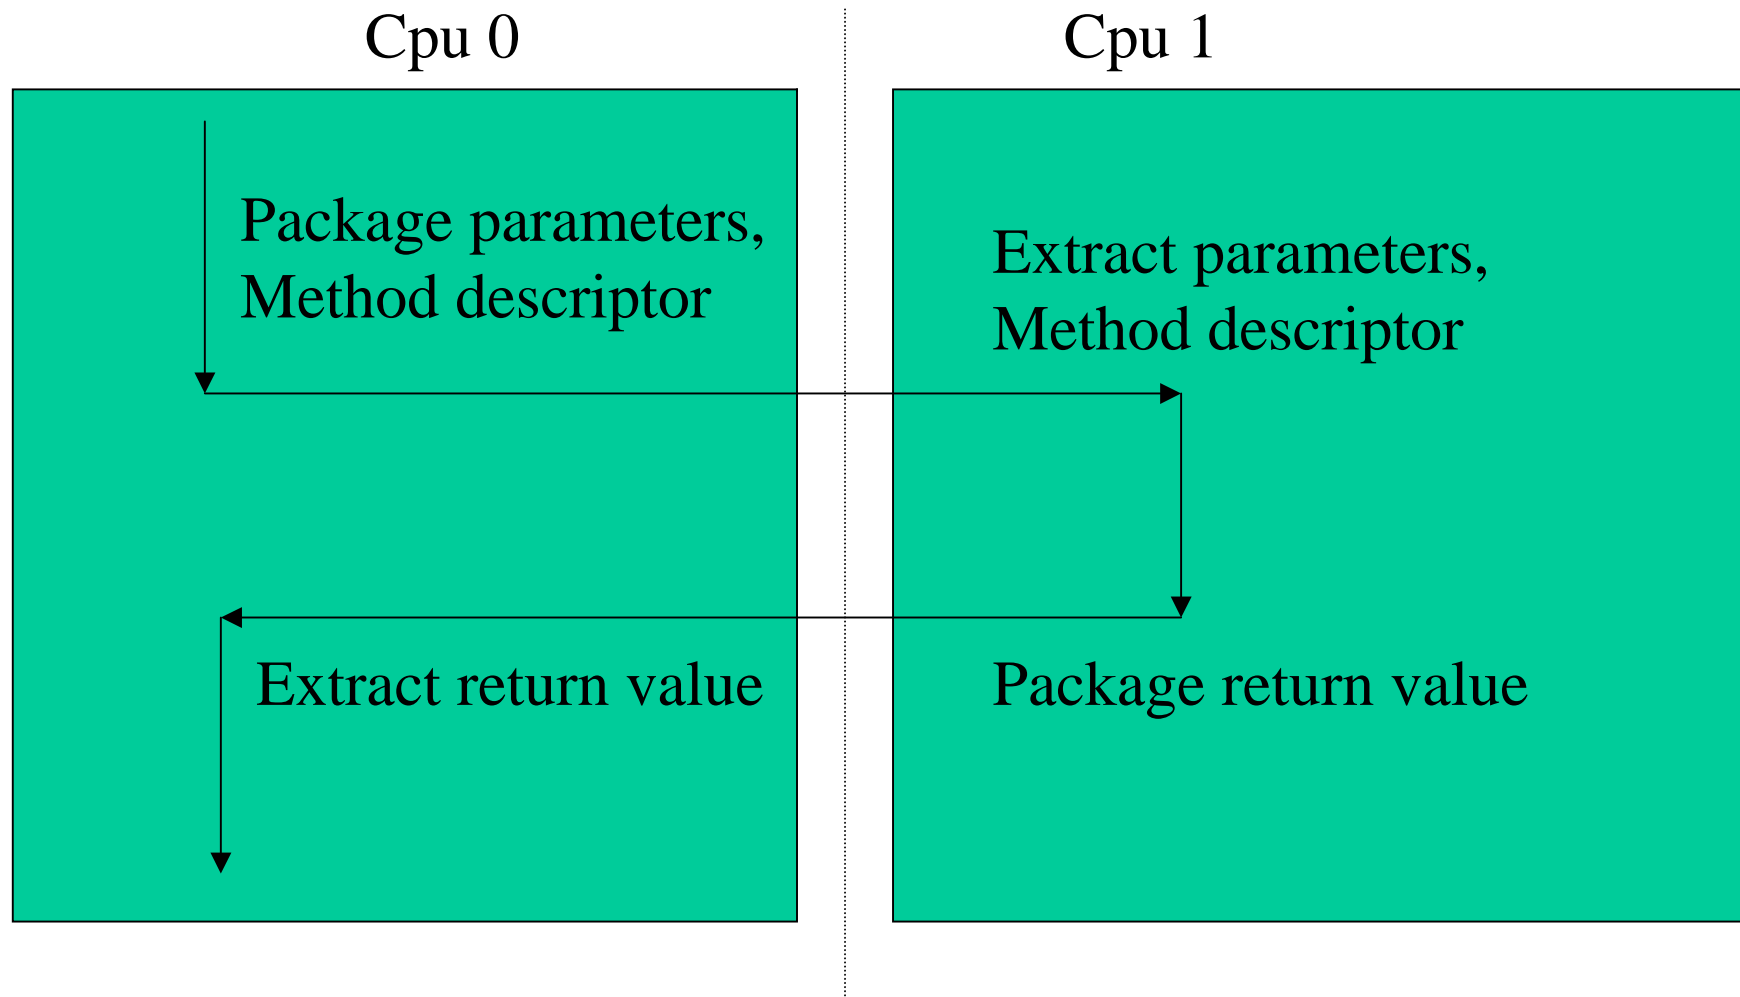 Cpu 0
Cpu 1
Package parameters,
Method descriptor
Extract parameters,
Method descriptor
Extract return value
Package return value